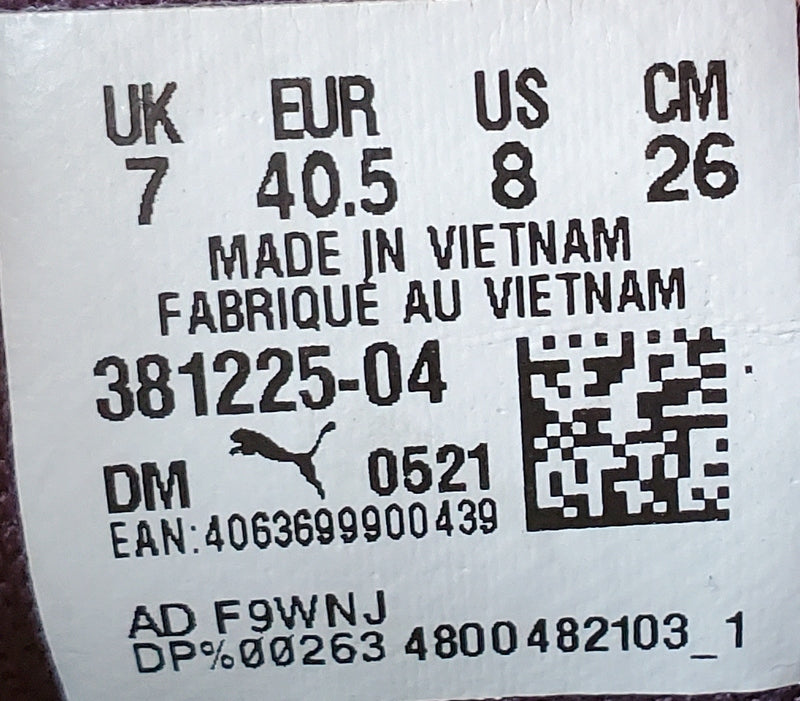 UK EUR US CM
7 40.5 8 26
MADE IN VIETNAM
FABRIQUÉ AU VIETNAM
381225-04
DM 0521
EAN:4063699900439
AD F9WNJ
DP%00263 4800482103_1